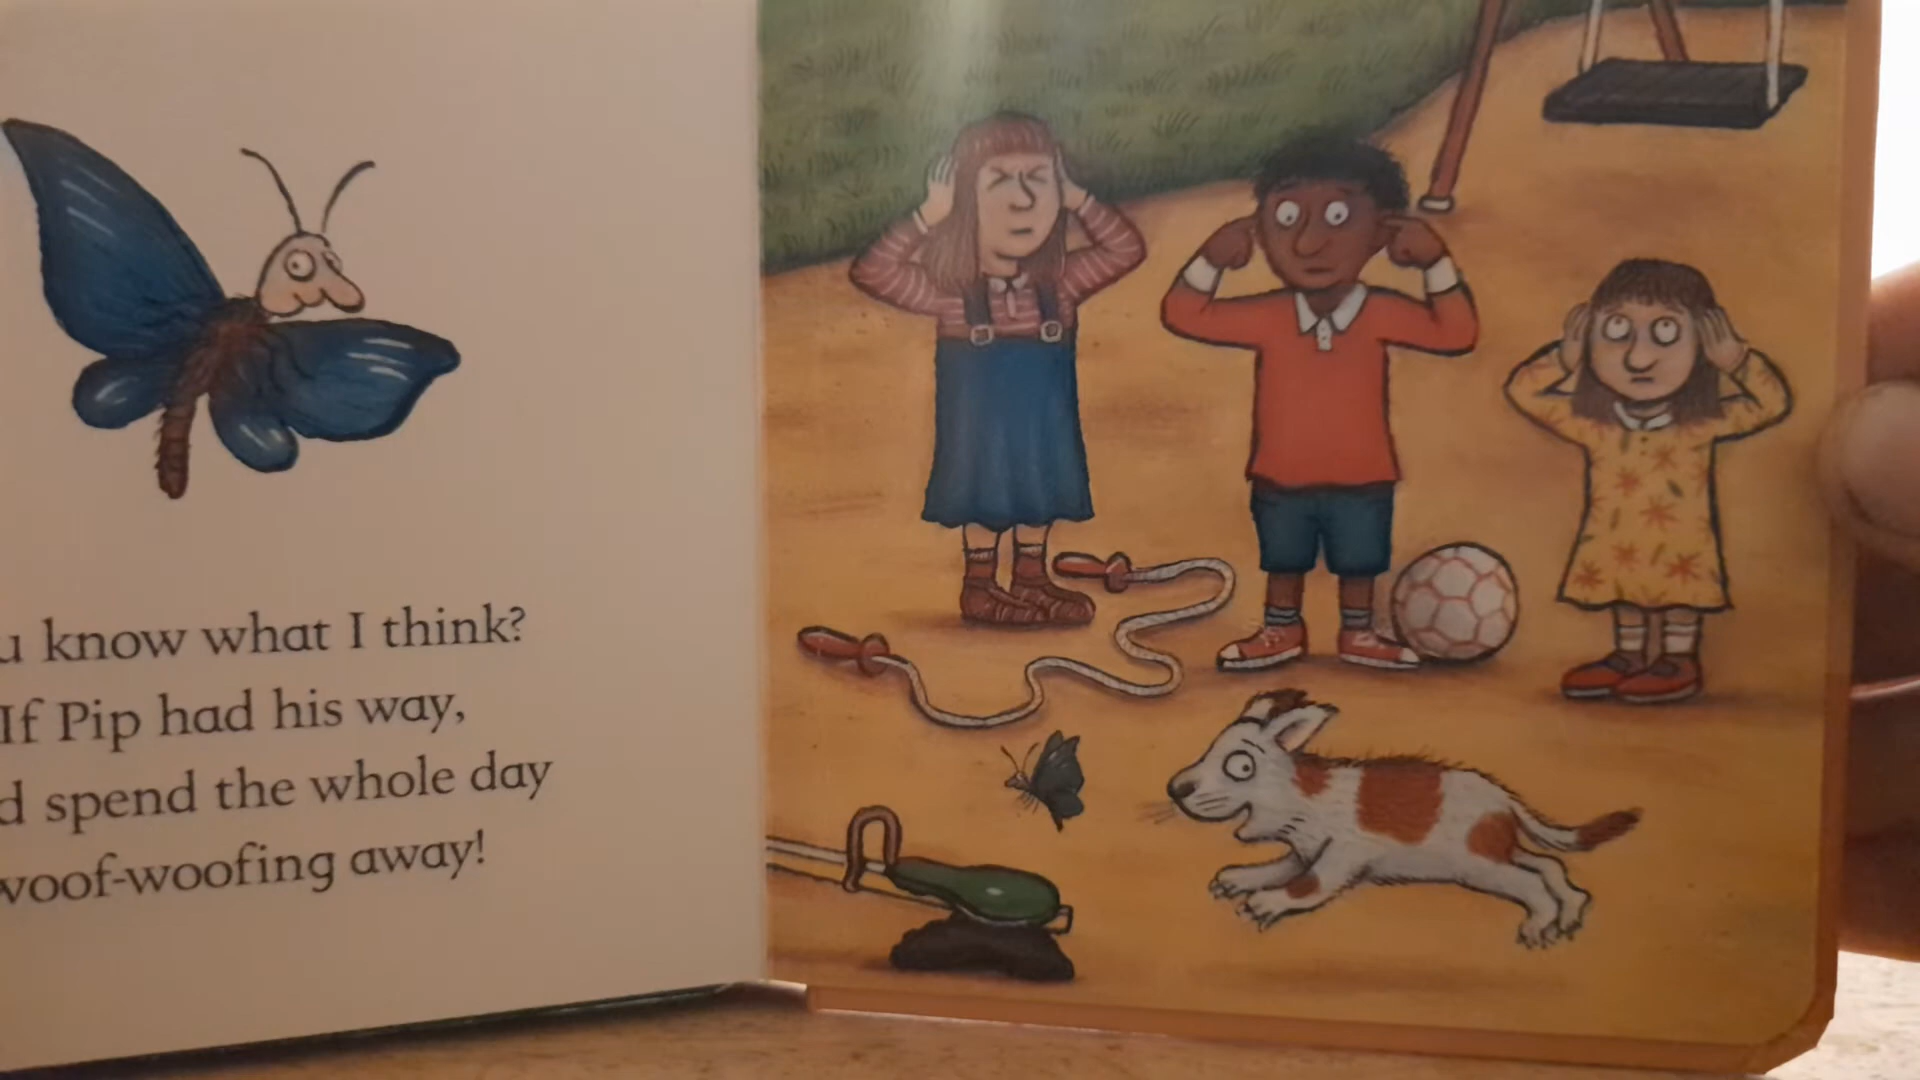 know what I think?
If Pip had his way,
spend the whole day
woof-woofing away!